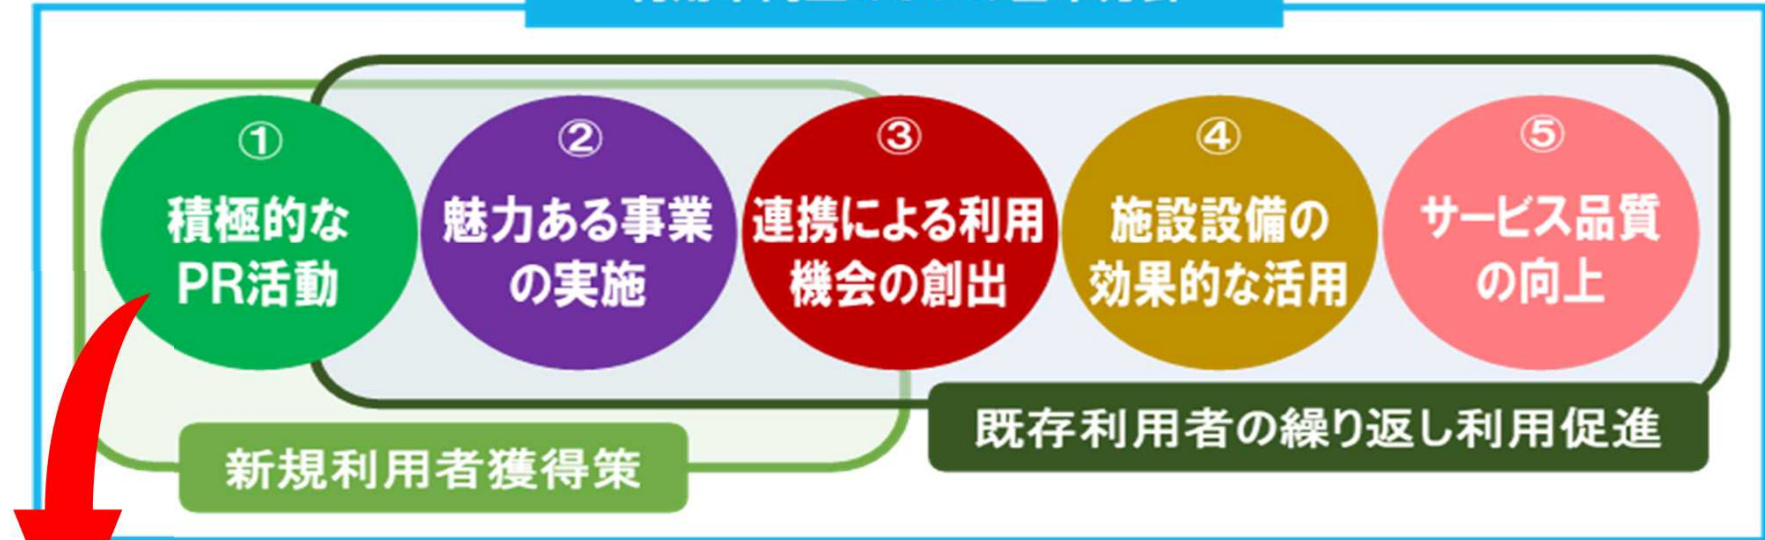 ①
積極的な
PR活動
②
魅力ある事業
の実施
③
連携による利用
機会の創出
④
施設設備の
効果的な活用
⑤
サービス品質
の向上
新規利用者獲得策
既存利用者の繰り返し利用促進